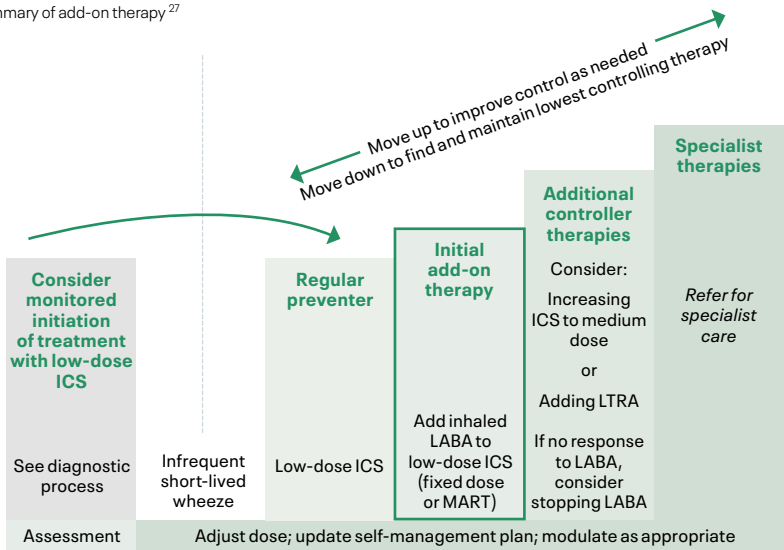 mmary of add-on therapy 27
Move up to improve control as needed
Move down to find and maintain lowest controlling therapy
Consider
monitored
initiation
of treatment
with low-dose
ICS
See diagnostic
process
Infrequent
short-lived
wheeze
Regular
preventer
Low-dose ICS
Initial
add-on
therapy
Add inhaled
LABA to
low-dose ICS
(fixed dose
or MART)
Additional
controller
therapies
Consider:
Increasing
ICS to medium
dose
or
Adding LTRA
If no response
to LABA,
consider
stopping LABA
Specialist
therapies
Refer for
specialist
care
Assessment
Adjust dose; update self-management plan; modulate as appropriate